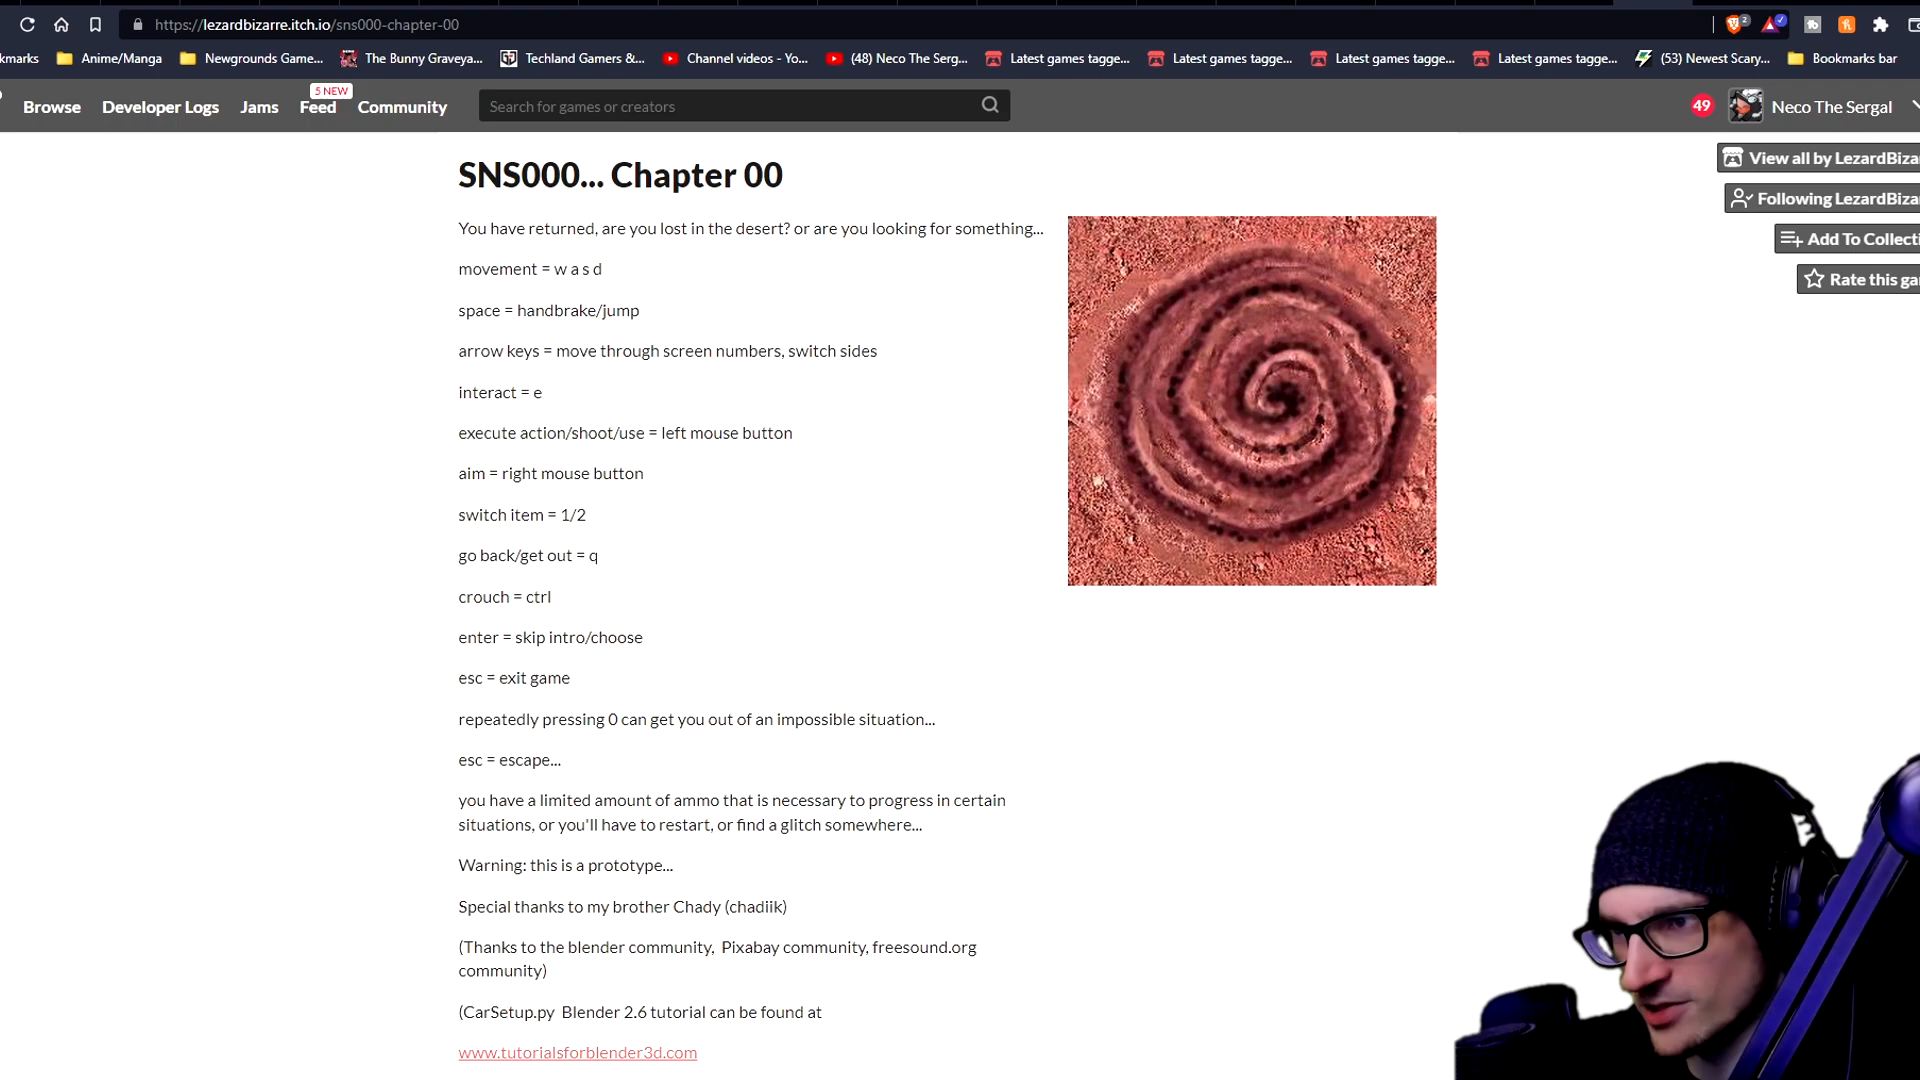 https://lezardbizarre.itch.io/sns000-chapter-00
2
kmarks
Anime/Manga
Newgrounds Game...
The Bunny Graveya...
Techland Gamers &...
Channel videos - Yo...
(48) Neco The Serg...
Latest games tagge...
Latest games tagge...
Latest games tagge...
Latest games tagge...
(53) Newest Scary...
Bookmarks bar
Browse
Developer Logs
Jams
5 NEW
Feed
Community
Search for games or creators
49
Neco The Sergal
View all by LezardBiza
Following LezardBiza
Add To Collecti
Rate this ga
SNS000... Chapter 00
You have returned, are you lost in the desert? or are you looking for something...
movement = w a s d
space = handbrake/jump
arrow keys = move through screen numbers, switch sides
interact = e
execute action/shoot/use = left mouse button
aim = right mouse button
switch item = 1/2
go back/get out = q
crouch = ctrl
enter = skip intro/choose
esc = exit game
repeatedly pressing 0 can get you out of an impossible situation...
esc = escape...
you have a limited amount of ammo that is necessary to progress in certain
situations, or you'll have to restart, or find a glitch somewhere...
Warning: this is a prototype...
Special thanks to my brother Chady (chadiik)
(Thanks to the blender community,  Pixabay community, freesound.org
community)
(CarSetup.py  Blender 2.6 tutorial can be found at
www.tutorialsforblender3d.com